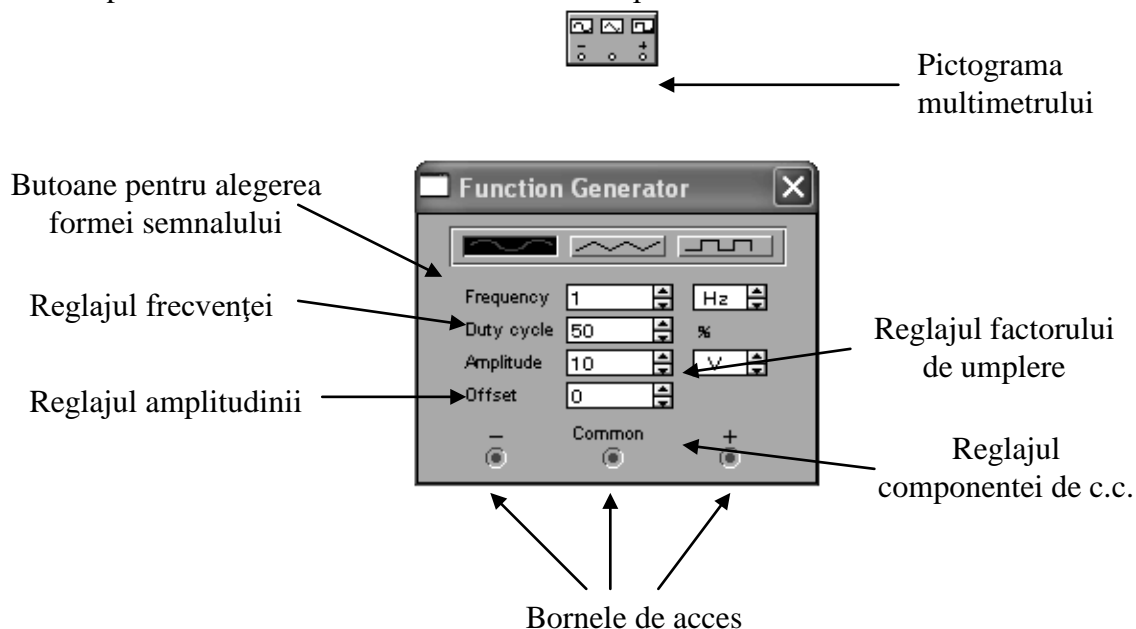 Pictograma
multimetrului
Butoane pentru alegerea
formei semnalului
Function Generator
Reglajul frecvenţei
Frequency 1 Hz
Duty cycle 50 %
Amplitude 10 V
Offset 0
Reglajul factorului
de umplere
Reglajul amplitudinii
− Common +
Reglajul
componentei de c.c.
Bornele de acces